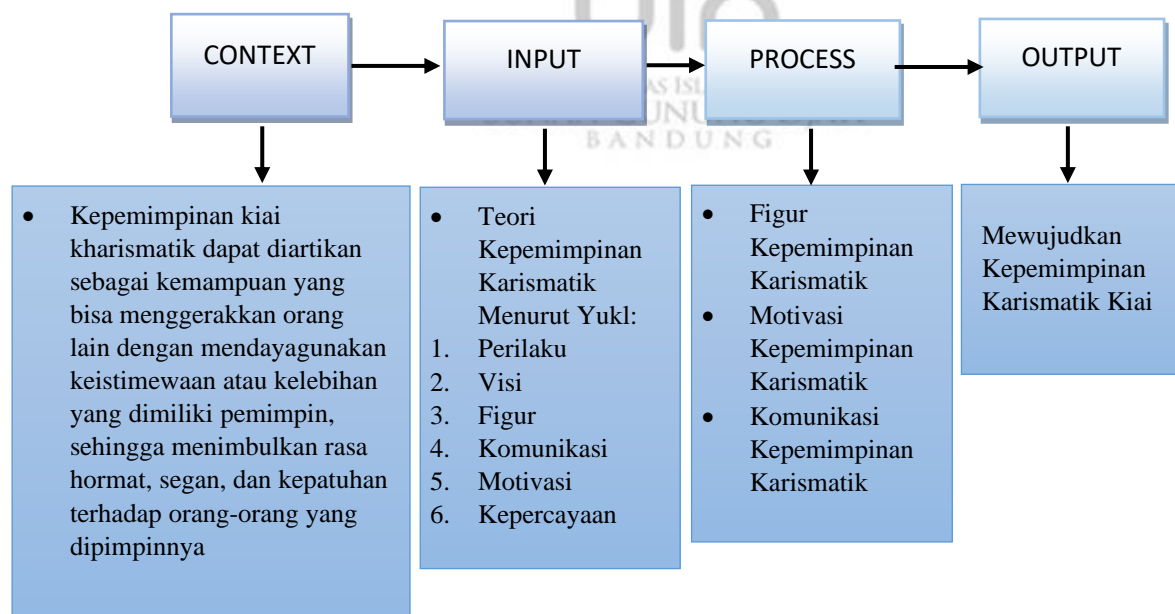 CONTEXT
INPUT
PROCESS
OUTPUT
BANDUNG
• Kepemimpinan kiai
kharismatik dapat diartikan
sebagai kemampuan yang
bisa menggerakkan orang
lain dengan mendayagunakan
keistimewaan atau kelebihan
yang dimiliki pemimpin,
sehingga menimbulkan rasa
hormat, segan, dan kepatuhan
terhadap orang-orang yang
dipimpinnya
• Teori
Kepemimpinan
Karismatik
Menurut Yukl:
1. Perilaku
2. Visi
3. Figur
4. Komunikasi
5. Motivasi
6. Kepercayaan
• Figur
Kepemimpinan
Karismatik
• Motivasi
Kepemimpinan
Karismatik
• Komunikasi
Kepemimpinan
Karismatik
Mewujudkan
Kepemimpinan
Karismatik Kiai